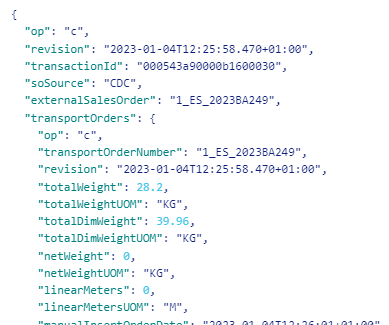 {
"op": "c",
"revision": "2023-01-04T12:25:58.470+01:00",
"transactionId": "000543a90000b1600030",
"soSource": "CDC",
"externalSalesOrder": "1_ES_2023BA249",
"transportOrders": {
"op": "c",
"transportOrderNumber": "1_ES_2023BA249",
"revision": "2023-01-04T12:25:58.470+01:00",
"totalWeight": 28.2,
"totalWeightUOM": "KG",
"totalDimWeight": 39.96,
"totalDimWeightUOM": "KG",
"netWeight": 0,
"netWeightUOM": "KG",
"linearMeters": 0,
"linearMetersUOM": "M",
"manualInsertOrderDate": "2023-01-04T12:26:01+01:00"